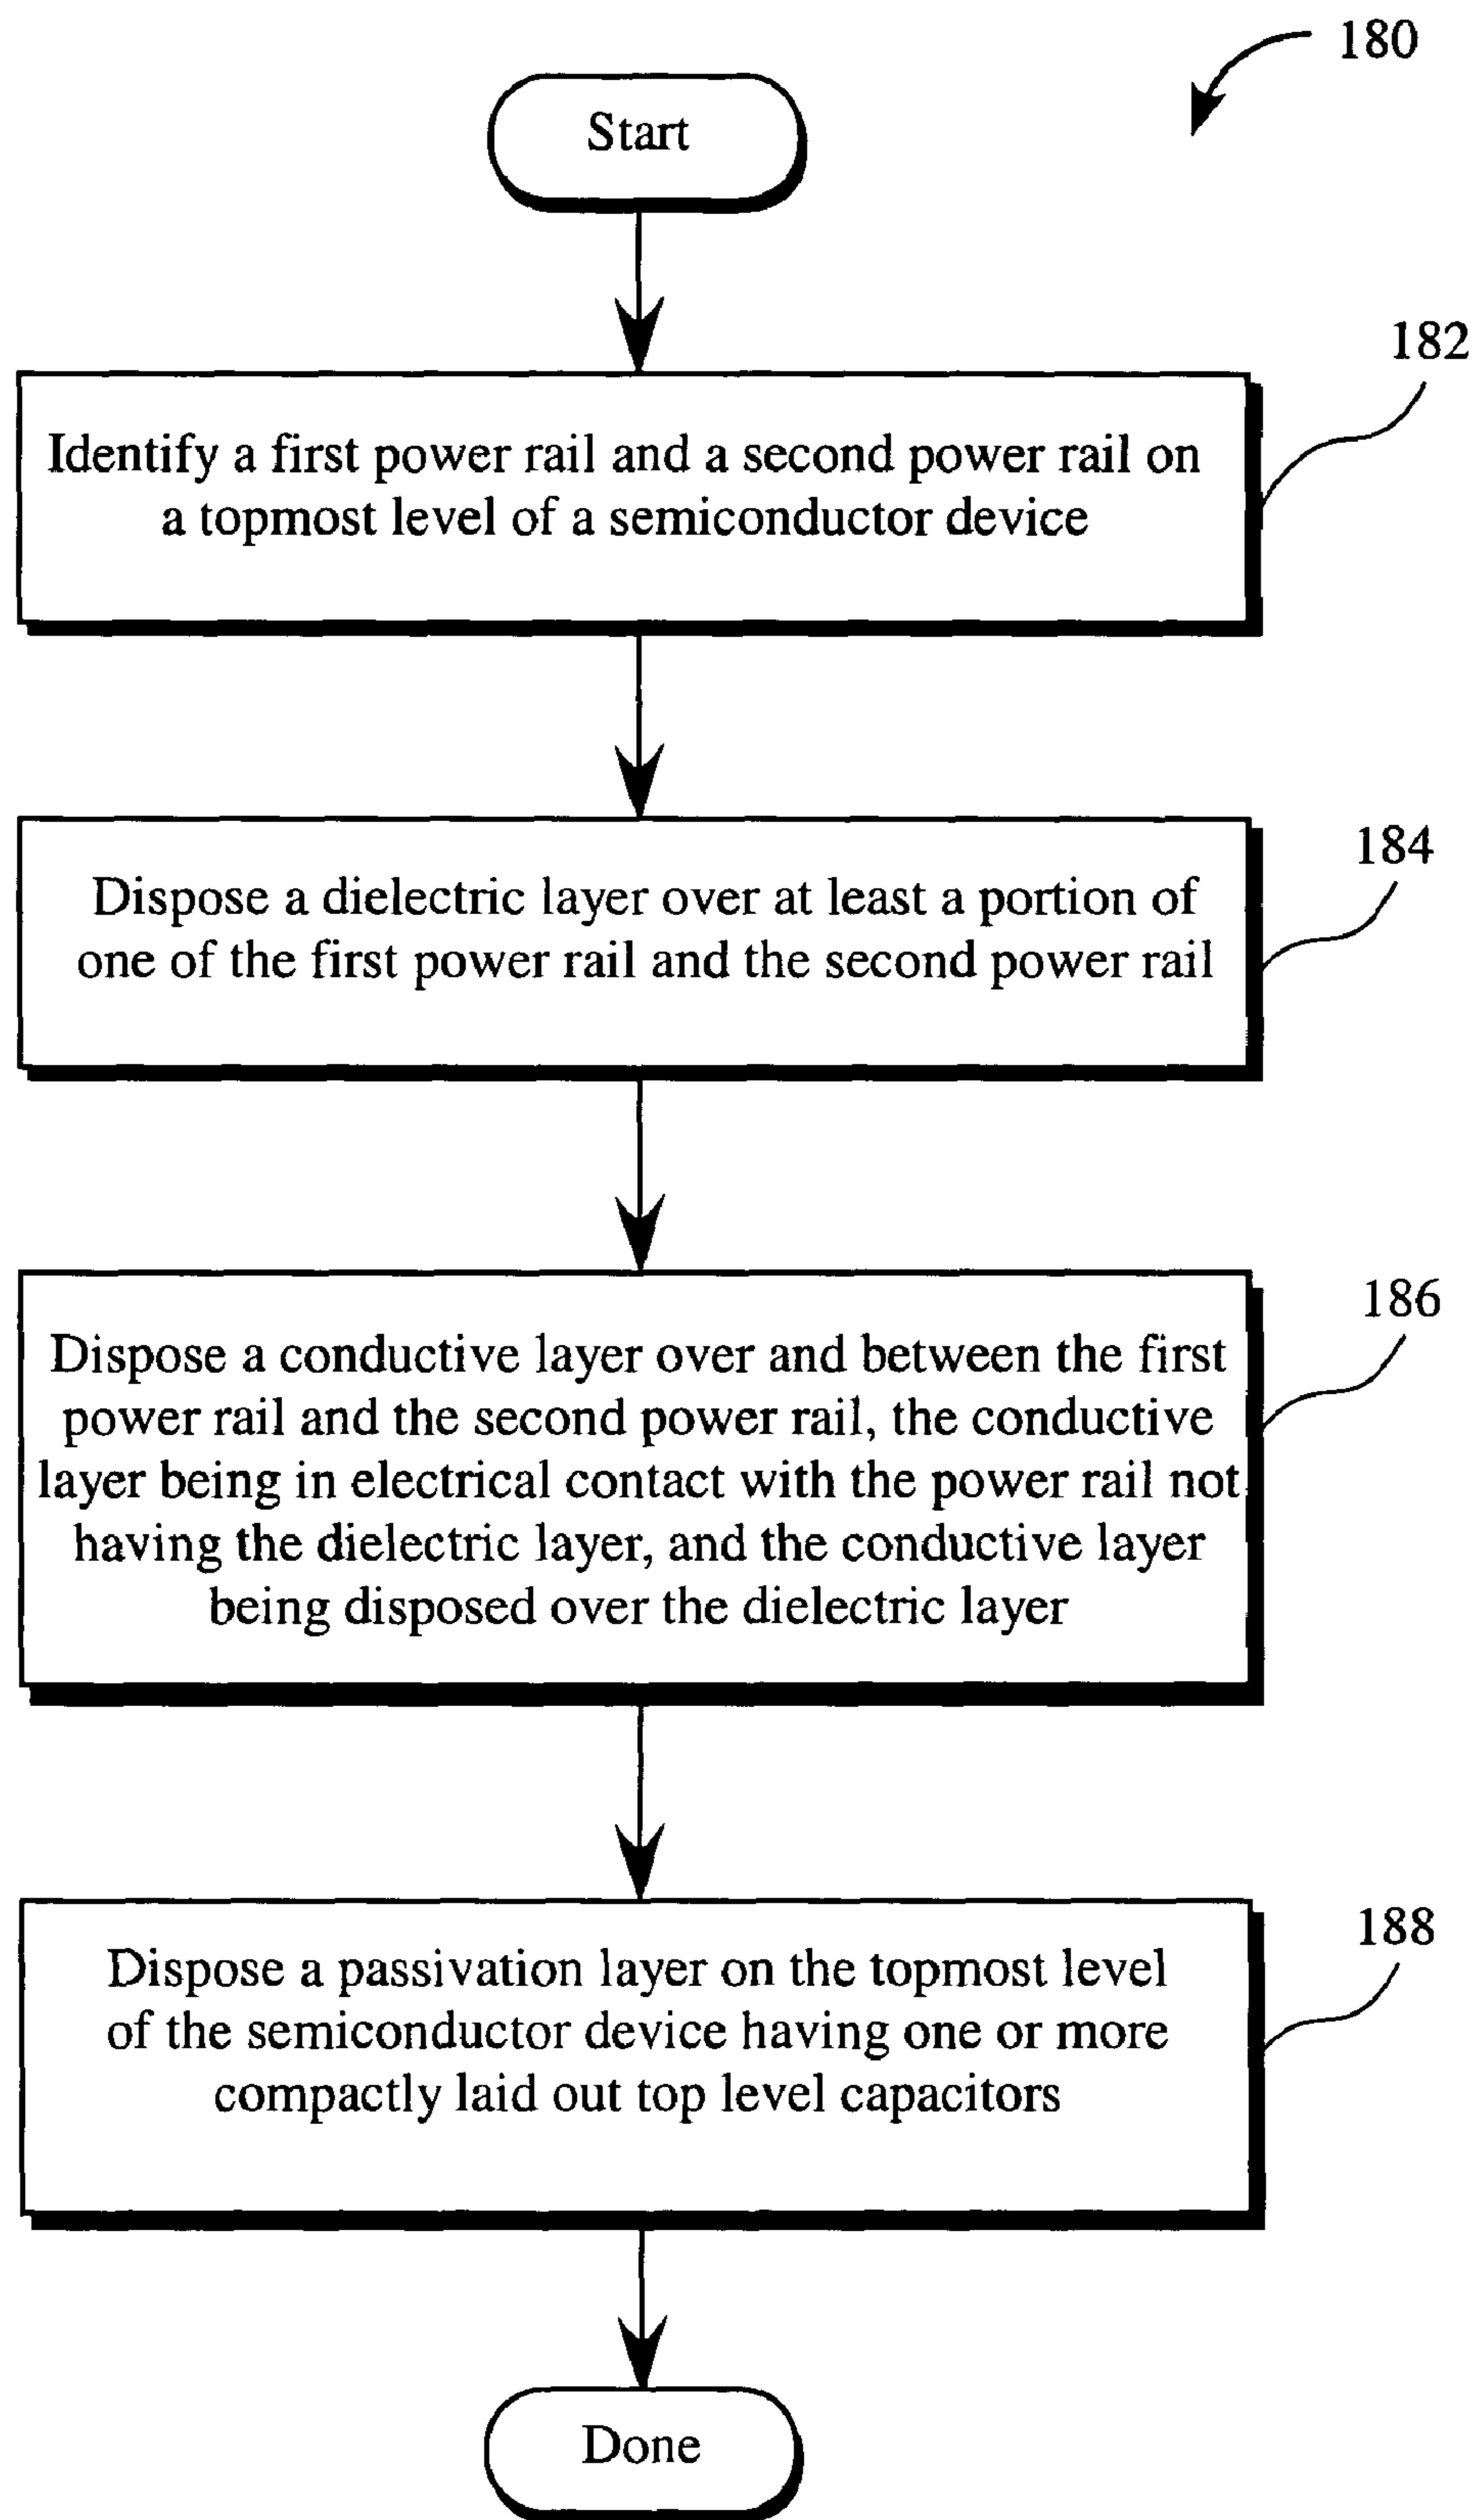 180
Start
182
Identify a first power rail and a second power rail on
a topmost level of a semiconductor device
184
Dispose a dielectric layer over at least a portion of
one of the first power rail and the second power rail
186
Dispose a conductive layer over and between the first
power rail and the second power rail, the conductive
layer being in electrical contact with the power rail not
having the dielectric layer, and the conductive layer
being disposed over the dielectric layer
188
Dispose a passivation layer on the topmost level
of the semiconductor device having one or more
compactly laid out top level capacitors
Done